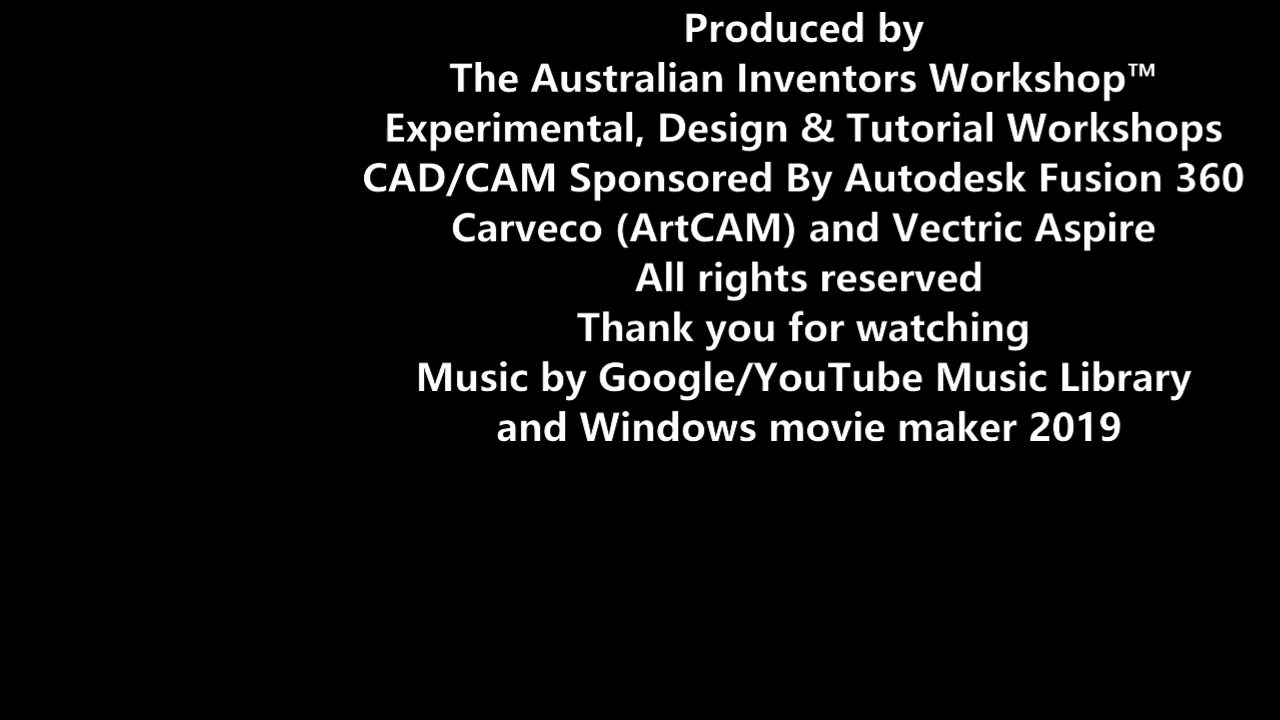 Produced by
The Australian Inventors Workshop™
Experimental, Design & Tutorial Workshops
CAD/CAM Sponsored By Autodesk Fusion 360
Carveco (ArtCAM) and Vectric Aspire
All rights reserved
Thank you for watching
Music by Google/YouTube Music Library
and Windows movie maker 2019